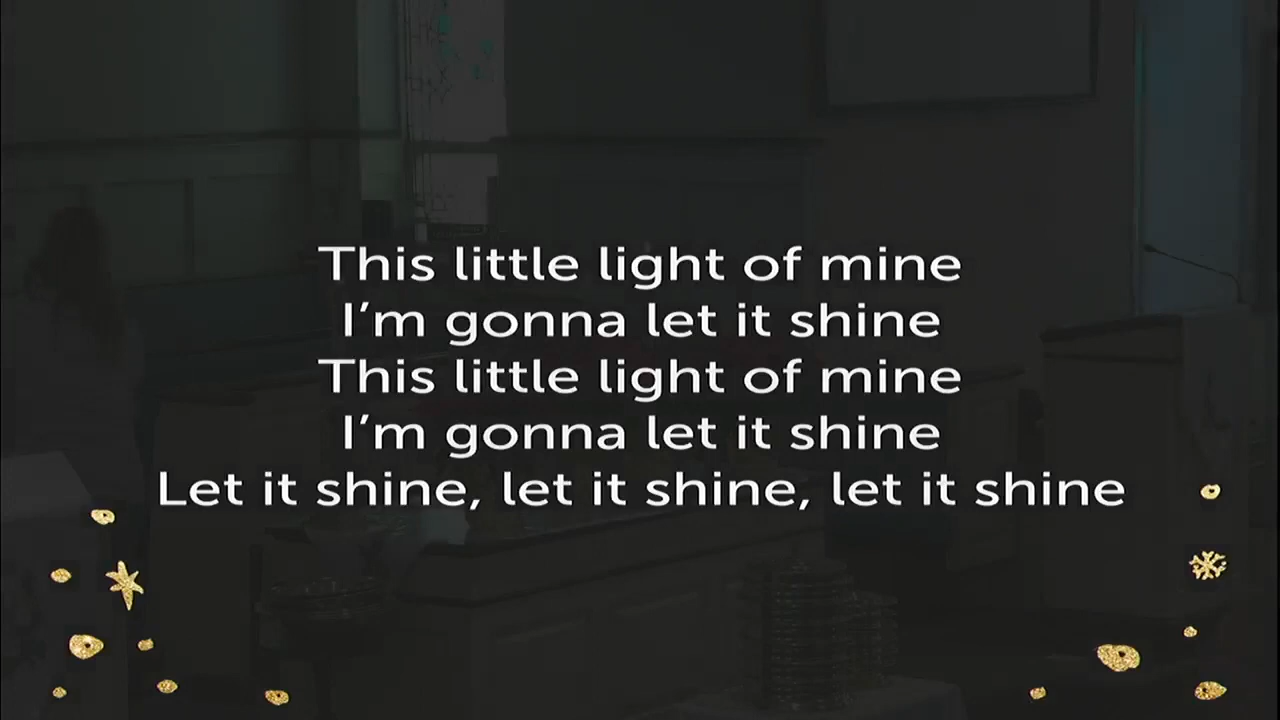 This little light of mine
I’m gonna let it shine
This little light of mine
I’m gonna let it shine
Let it shine, let it shine, let it shine